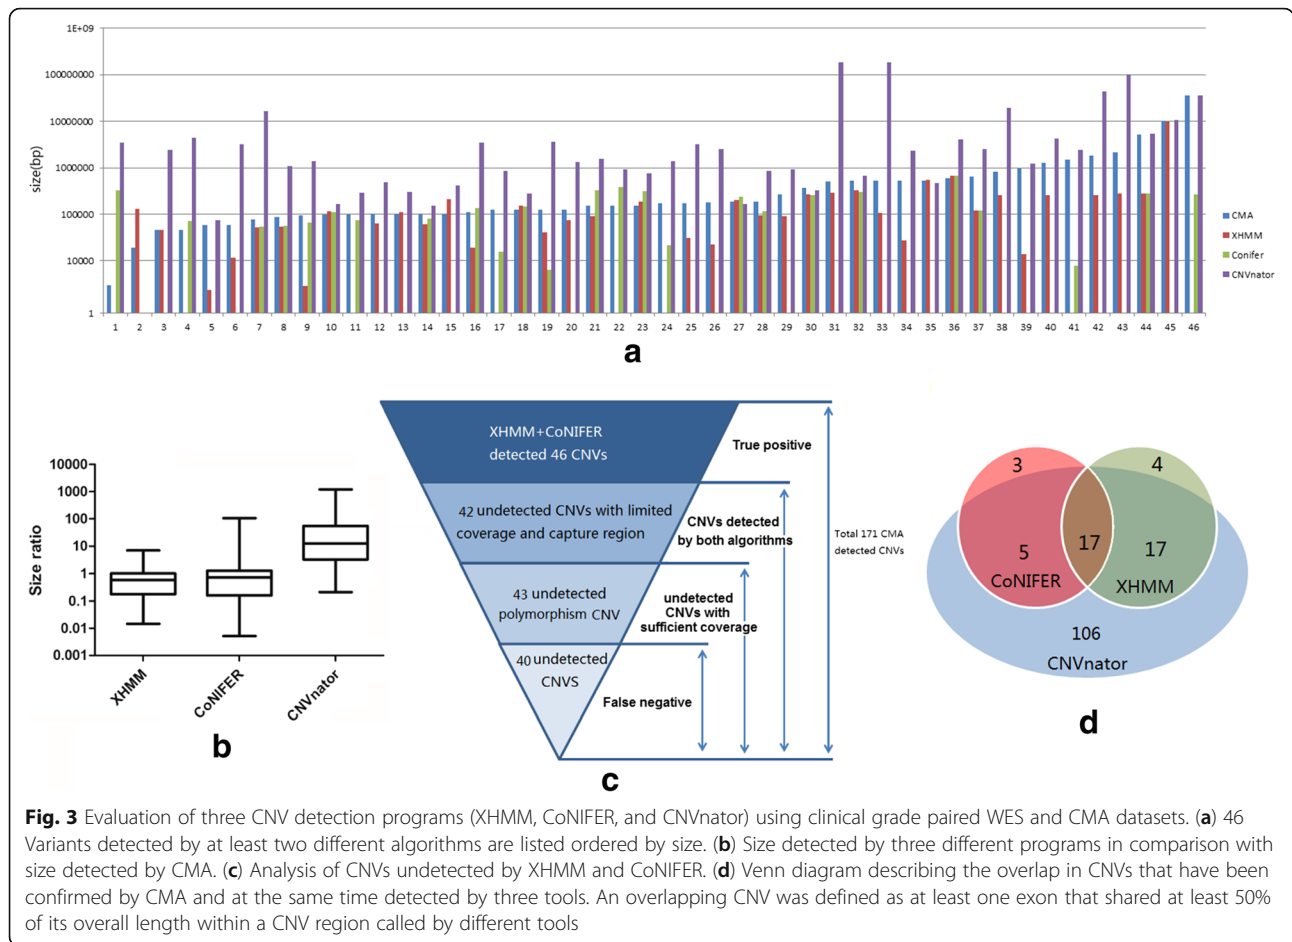 1E+09
100000000
10000000
1000000
100000
10000
1
size(bp)
1 2 3 4 5 6 7 8 9 10 11 12 13 14 15 16 17 18 19 20 21 22 23 24 25 26 27 28 29 30 31 32 33 34 35 36 37 38 39 40 41 42 43 44 45 46
CMA
XHMM
Conifer
CNVnator
a
10000
1000
100
10
1
0.1
0.01
0.001
Size ratio
XHMM
CoNIFER
CNVnator
b
XHMM+CoNIFER
detected 46 CNVs
42 undetected CNVs with limited
coverage and capture region
43 undetected
polymorphism CNV
40 undetected
CNVS
True positive
CNVs detected
by both algorithms
undetected
CNVs with
sufficient coverage
False negative
Total 171 CMA
detected CNVs
c
3
4
5
17
17
CoNIFER
XHMM
106
CNVnator
d
Fig. 3 Evaluation of three CNV detection programs (XHMM, CoNIFER, and CNVnator) using clinical grade paired WES and CMA datasets. (a) 46
Variants detected by at least two different algorithms are listed ordered by size. (b) Size detected by three different programs in comparison with
size detected by CMA. (c) Analysis of CNVs undetected by XHMM and CoNIFER. (d) Venn diagram describing the overlap in CNVs that have been
confirmed by CMA and at the same time detected by three tools. An overlapping CNV was defined as at least one exon that shared at least 50%
of its overall length within a CNV region called by different tools